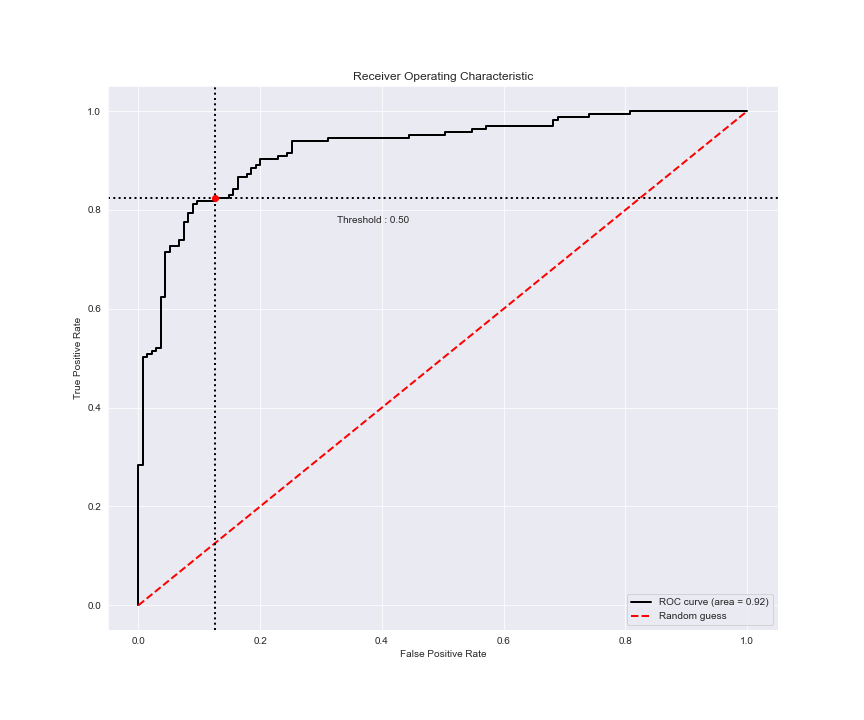 Receiver Operating Characteristic
1.0
0.8
0.6
0.4
0.2
0.0
True Positive Rate
Threshold : 0.50
ROC curve (area = 0.92)
Random guess
0.0 0.2 0.4 0.6 0.8 1.0
False Positive Rate